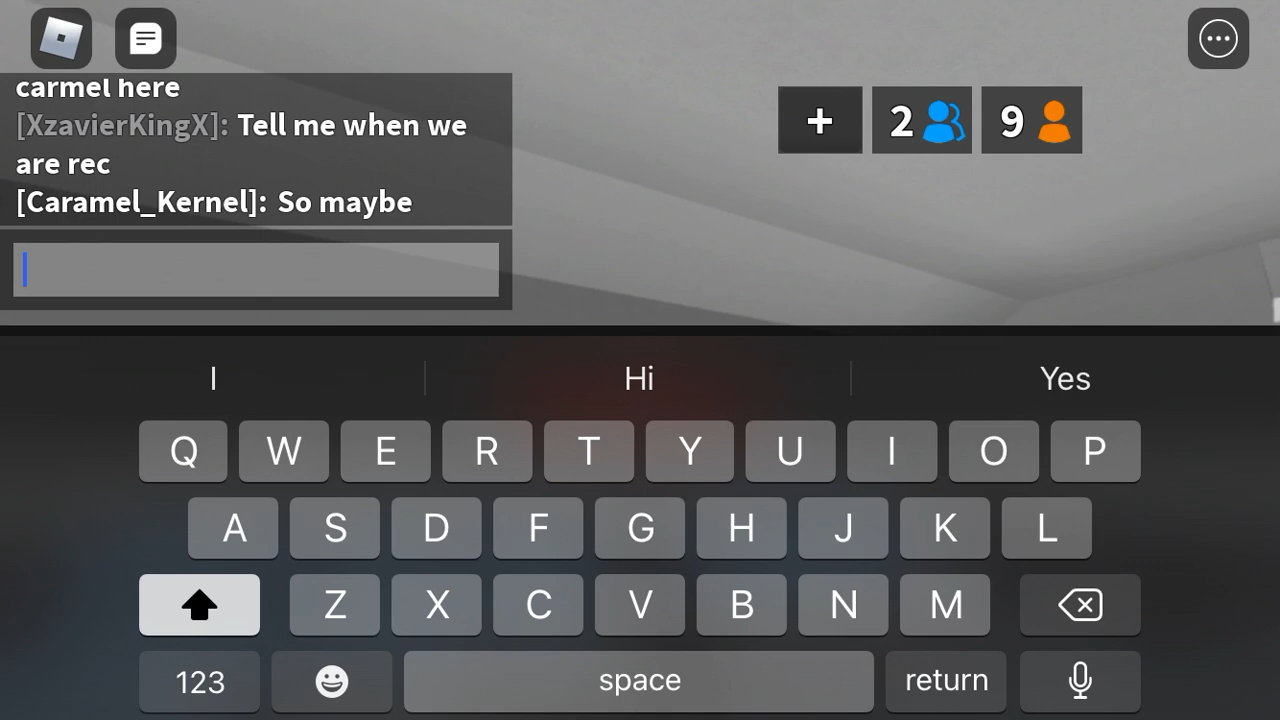 carmel here
[XzavierKingX]: Tell me when we
are rec
[Caramel_Kernel]: So maybe
+ 2 9
I Hi Yes
Q W E R T Y U I O P
A S D F G H J K L
Z X C V B N M
123 space return